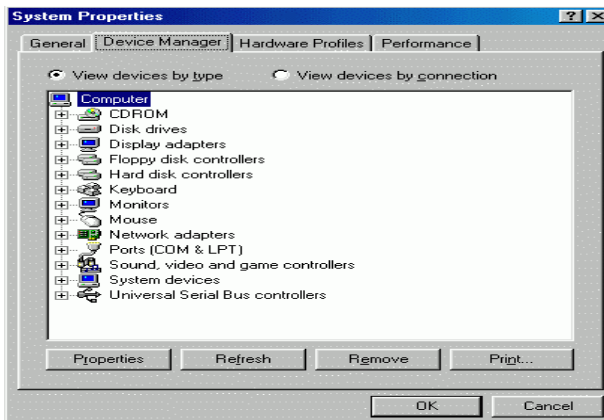 System Properties
General Device Manager Hardware Profiles Performance
View devices by type View devices by connection
Computer
CDROM
Disk drives
Display adapters
Floppy disk controllers
Hard disk controllers
Keyboard
Monitors
Mouse
Network adapters
Ports (COM & LPT)
Sound, video and game controllers
System devices
Universal Serial Bus controllers
Properties Refresh Remove Print...
OK Cancel